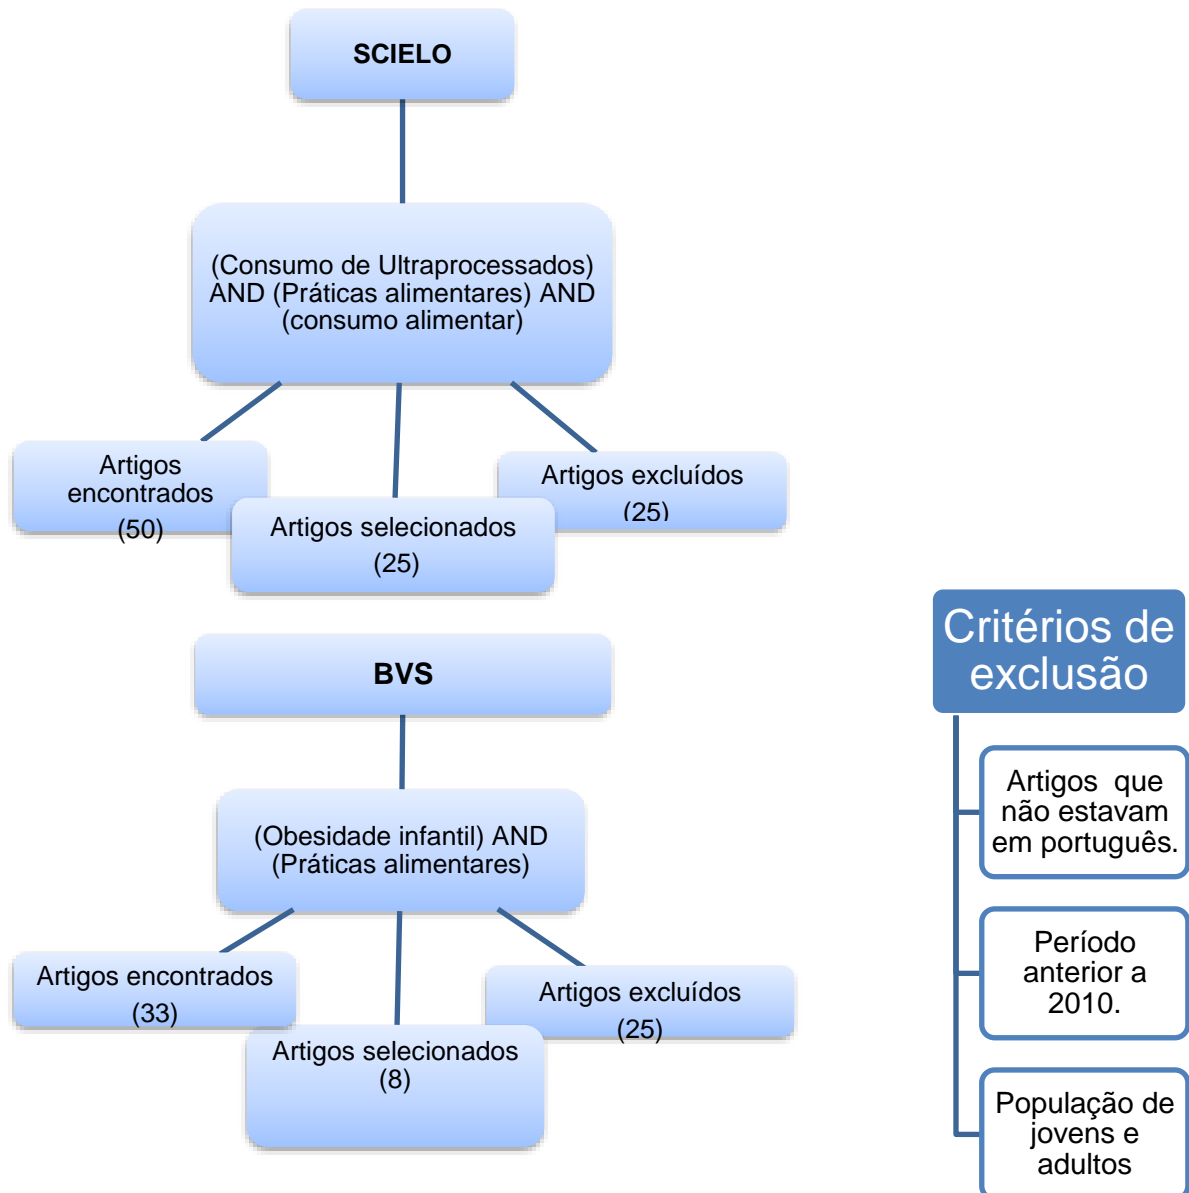 SCIELO
(Consumo de Ultraprocessados)
AND (Práticas alimentares) AND
(consumo alimentar)
Artigos
encontrados
(50)
Artigos selecionados
(25)
Artigos excluídos
(25)
BVS
(Obesidade infantil) AND
(Práticas alimentares)
Artigos encontrados
(33)
Artigos selecionados
(8)
Artigos excluídos
(25)
Critérios de
exclusão
Artigos que
não estavam
em português.
Período
anterior a
2010.
População de
jovens e
adultos